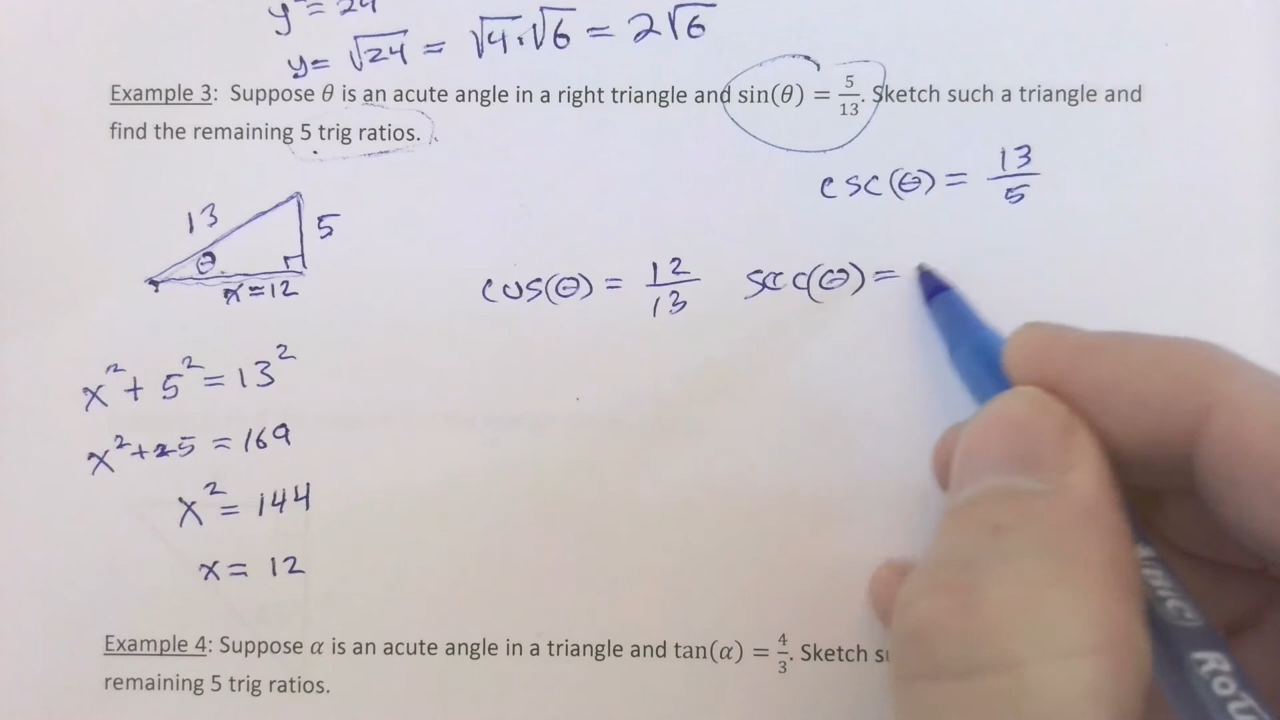 y² = 24
y = √24 = √4·√6 = 2√6
Example 3: Suppose θ is an acute angle in a right triangle and sin(θ) = 5/13. Sketch such a triangle and
find the remaining 5 trig ratios.
csc(θ) = 13/5
13
5
θ
x = 12
cos(θ) = 12/13 sec(θ) =
x² + 5² = 13²
x² + 25 = 169
x² = 144
x = 12
Example 4: Suppose α is an acute angle in a triangle and tan(α) = 4/3. Sketch
remaining 5 trig ratios.